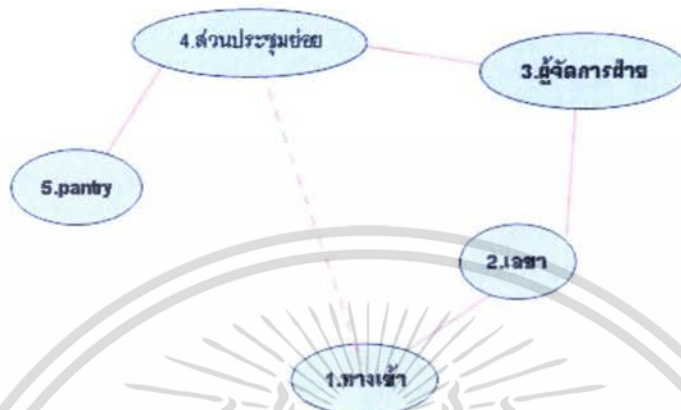 4.ส่วนประชุมย่อย
3.ผู้จัดการฝ่าย
5.pantry
2.เลขา
1.ทางเข้า